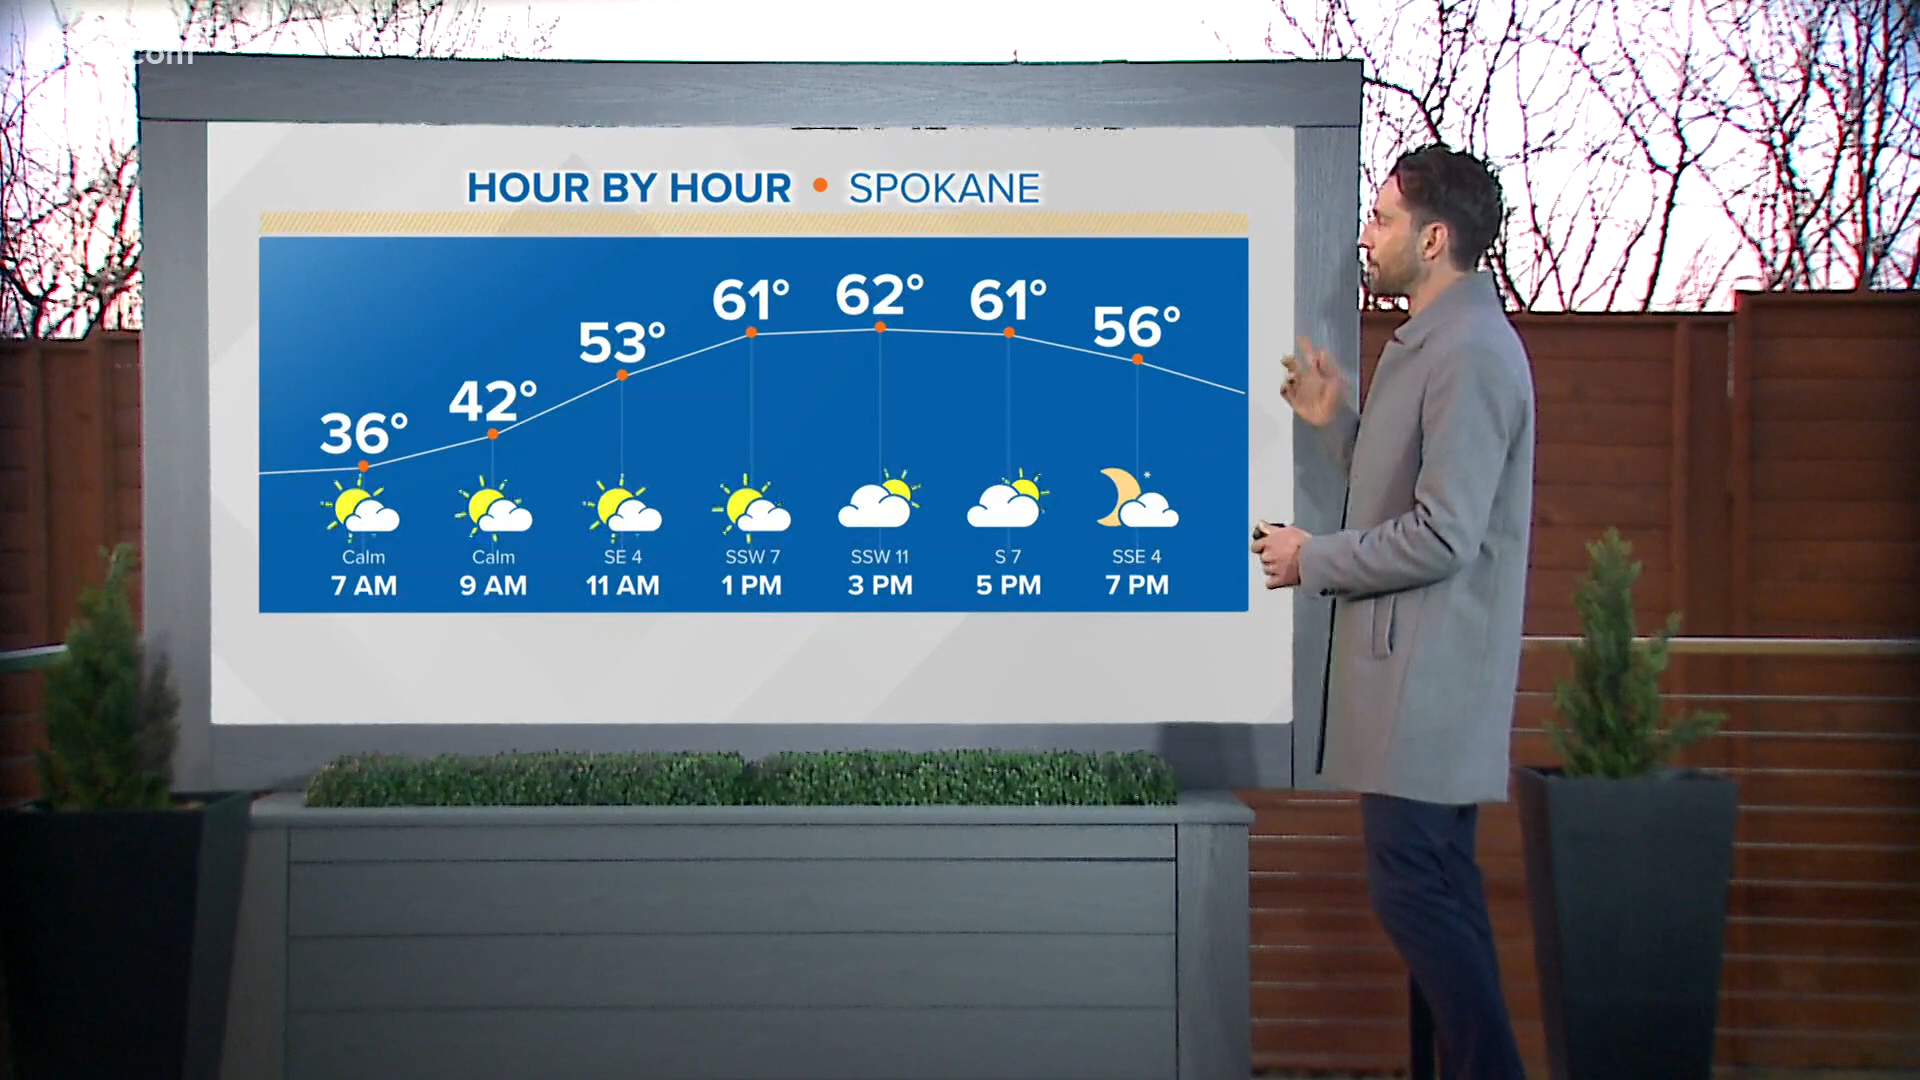 .com
HOUR BY HOUR • SPOKANE
36° 42° 53° 61° 62° 61° 56°
Calm Calm SE 4 SSW 7 SSW 11 S 7 SSE 4
7 AM 9 AM 11 AM 1 PM 3 PM 5 PM 7 PM